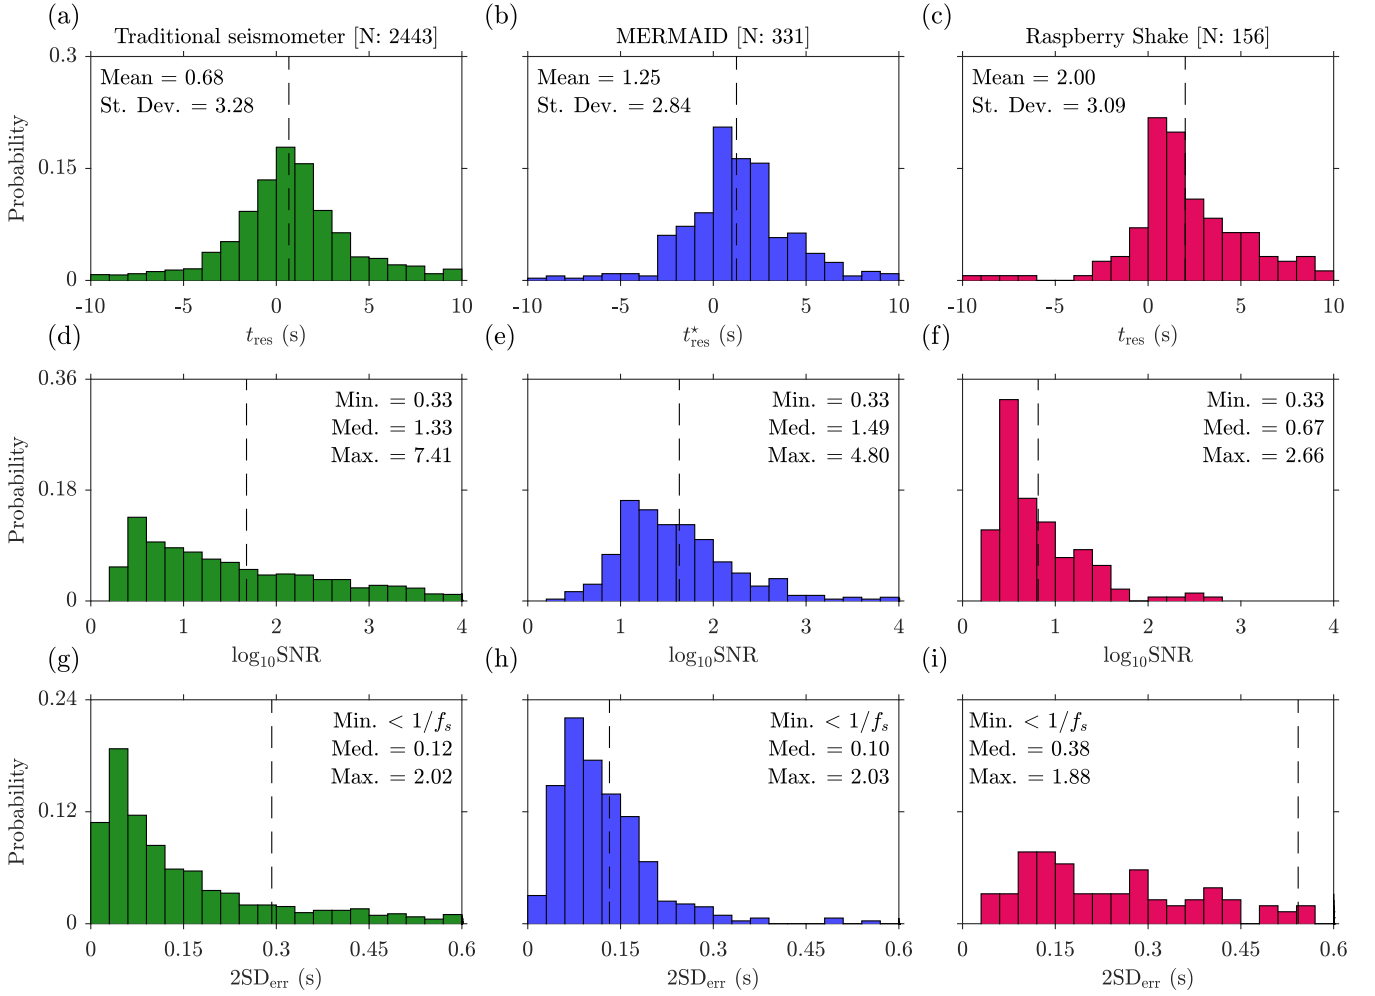 (a)
(b)
(c)
Traditional seismometer [N: 2443]
MERMAID [N: 331]
Raspberry Shake [N: 156]
0.3
0.15
0
Probability
Mean = 0.68
St. Dev. = 3.28
-10 -5 0 5 10
t_res (s)
Mean = 1.25
St. Dev. = 2.84
-10 -5 0 5 10
t*_res (s)
Mean = 2.00
St. Dev. = 3.09
-10 -5 0 5 10
t_res (s)
(d)
(e)
(f)
0.36
0.18
0
Probability
Min. = 0.33
Med. = 1.33
Max. = 7.41
0 1 2 3 4
log₁₀SNR
Min. = 0.33
Med. = 1.49
Max. = 4.80
0 1 2 3 4
log₁₀SNR
Min. = 0.33
Med. = 0.67
Max. = 2.66
0 1 2 3 4
log₁₀SNR
(g)
(h)
(i)
0.24
0.12
0
Probability
Min. < 1/f_s
Med. = 0.12
Max. = 2.02
0 0.15 0.3 0.45 0.6
2SD_err (s)
Min. < 1/f_s
Med. = 0.10
Max. = 2.03
0 0.15 0.3 0.45 0.6
2SD_err (s)
Min. < 1/f_s
Med. = 0.38
Max. = 1.88
0 0.15 0.3 0.45 0.6
2SD_err (s)